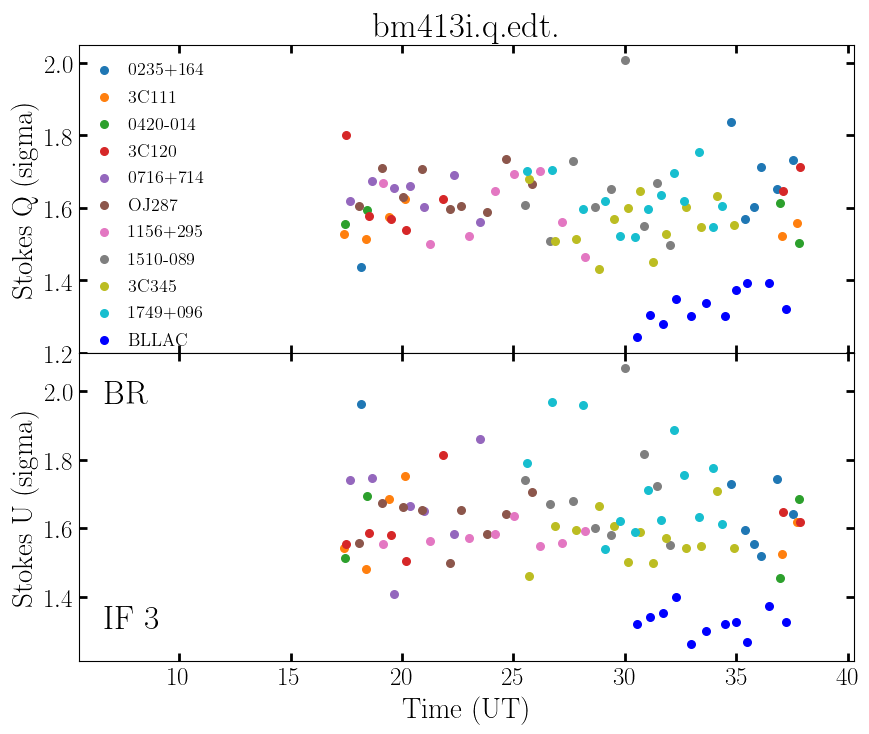 bm413i.q.edt.
Stokes Q (sigma)
2.0
1.8
1.6
1.4
1.2
0235+164
3C111
0420-014
3C120
0716+714
OJ287
1156+295
1510-089
3C345
1749+096
BLLAC
Stokes U (sigma)
2.0
1.8
1.6
1.4
BR
IF 3
10 15 20 25 30 35 40
Time (UT)